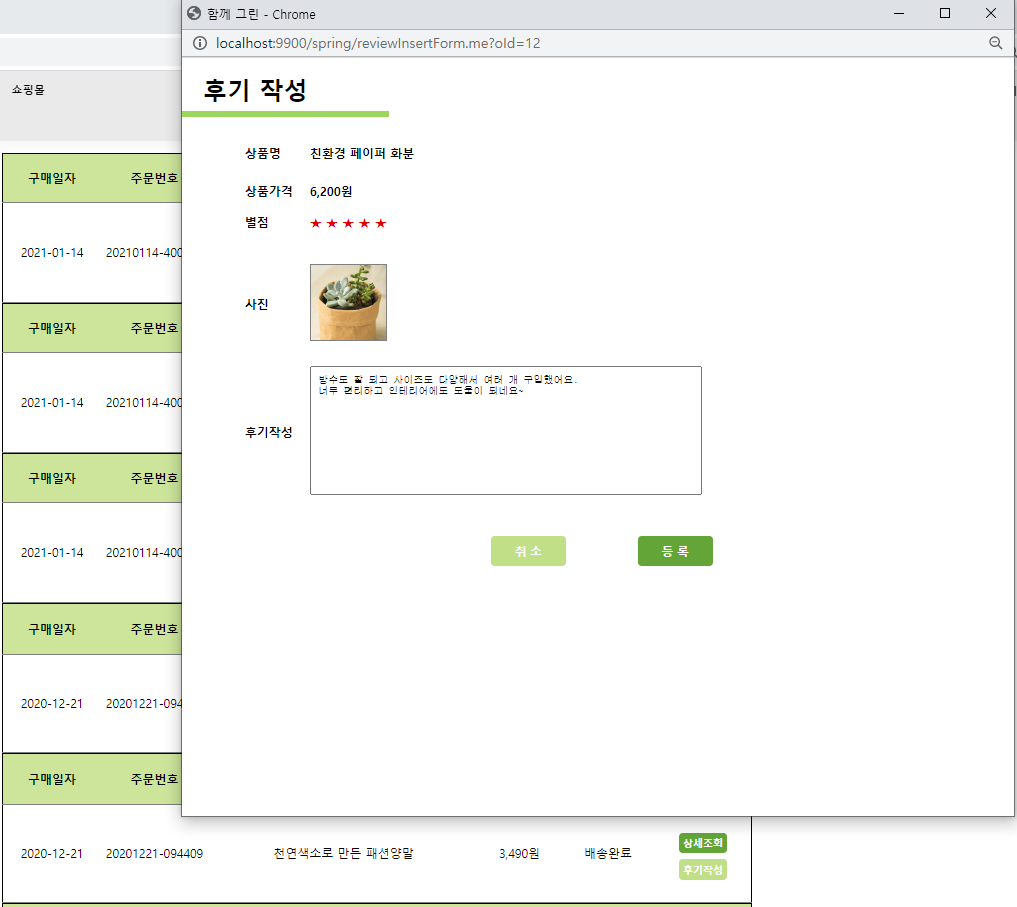 함께 그린 - Chrome
localhost:9900/spring/reviewInsertForm.me?oId=12
쇼핑몰
후기 작성
상품명 친환경 페이퍼 화분
상품가격 6,200원
별점 ★ ★ ★ ★ ★
사진
후기작성
방수도 잘 되고 사이즈도 다양해서 여러 개 구입했어요.
너무 편리하고 인테리어에도 도움이 되네요~
취 소 등 록
구매일자 주문번호
2021-01-14 20210114-400
구매일자 주문번호
2021-01-14 20210114-400
구매일자 주문번호
2021-01-14 20210114-400
구매일자 주문번호
2020-12-21 20201221-094
구매일자 주문번호
2020-12-21 20201221-094409 천연색소로 만든 패션양말 3,490원 배송완료 상세조회
후기작성